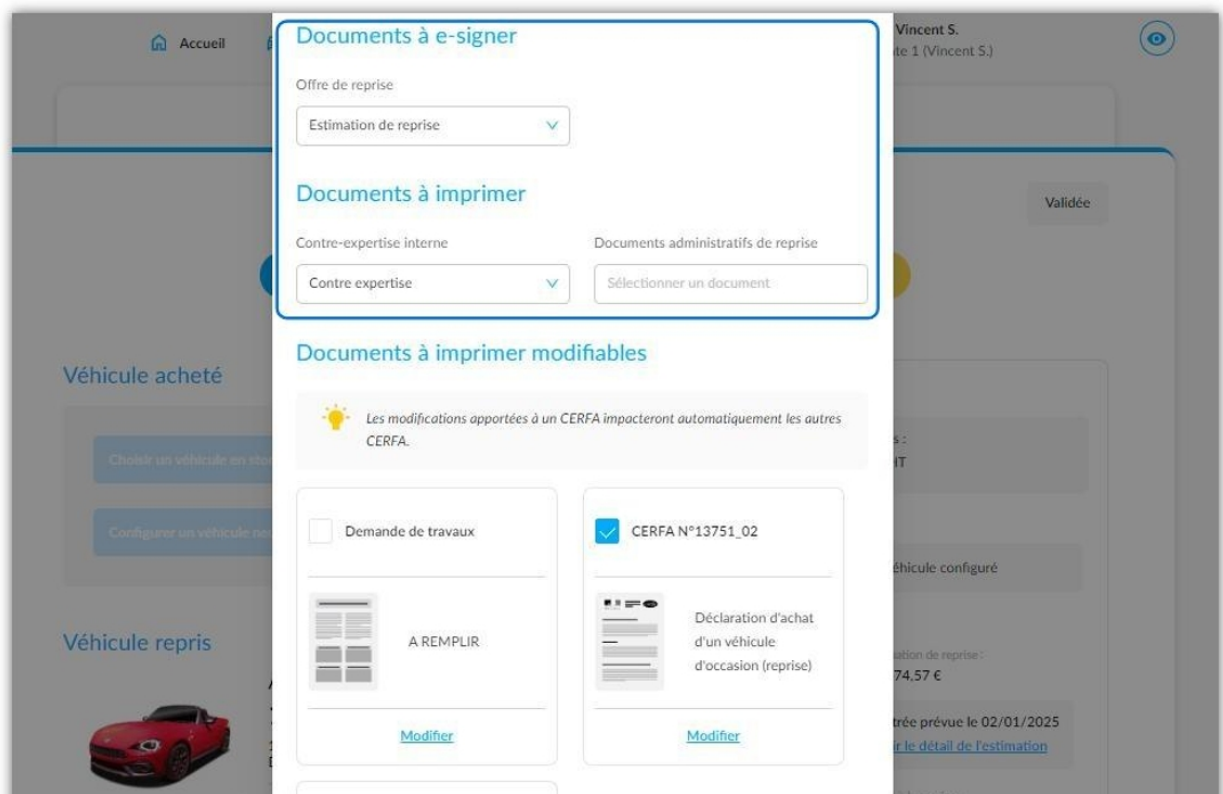 Accueil
Vincent S.
te 1 (Vincent S.)
Documents à e-signer
Offre de reprise
Estimation de reprise
Documents à imprimer
Validée
Contre-expertise interne
Documents administratifs de reprise
Contre expertise
Sélectionner un document
Documents à imprimer modifiables
Véhicule acheté
Les modifications apportées à un CERFA impacteront automatiquement les autres
CERFA.
s :
HT
Choisir un véhicule en sto
Configurer un véhicule ne
Demande de travaux
CERFA N°13751_02
éhicule configuré
A REMPLIR
Déclaration d'achat
d'un véhicule
d'occasion (reprise)
Véhicule repris
ation de reprise :
74,57 €
Modifier
Modifier
trée prévue le 02/01/2025
r le détail de l'estimation